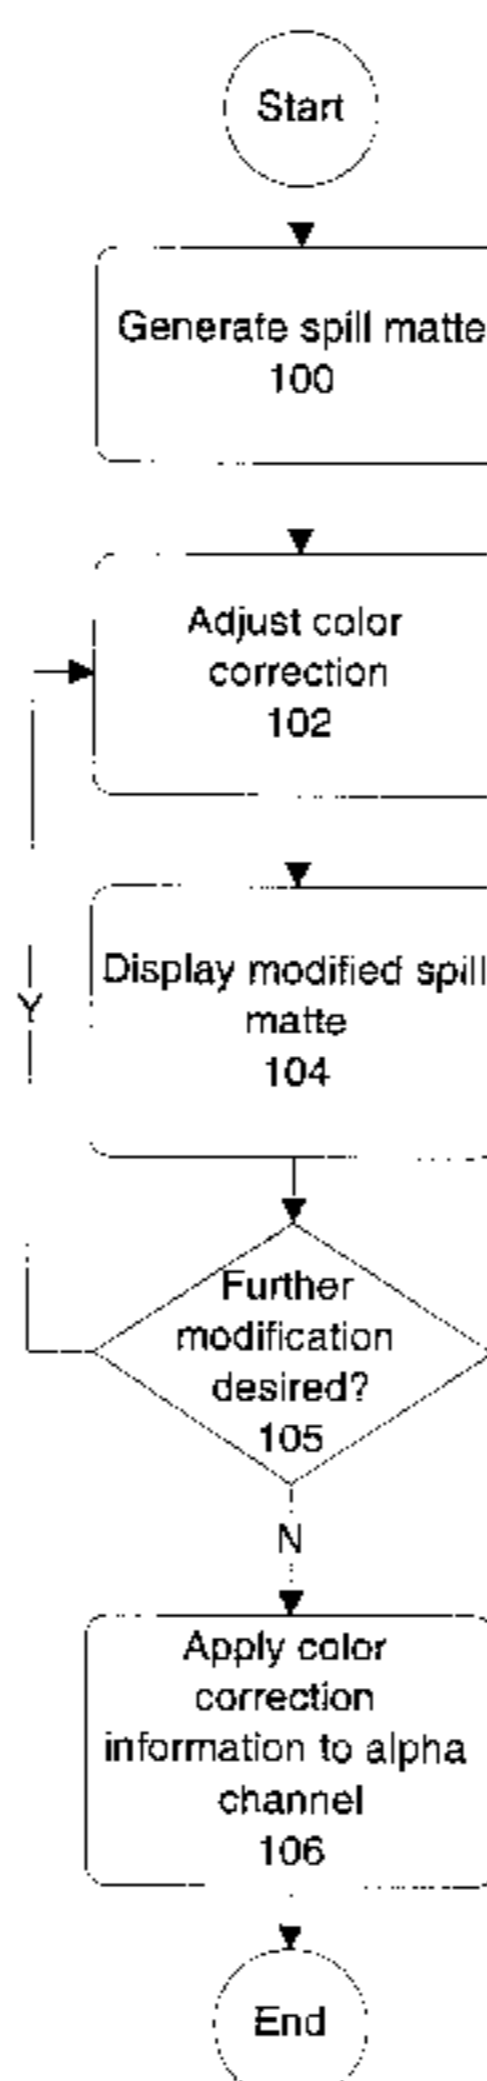 Start
Generate spill matte
100
Adjust color
correction
102
Display modified spill
matte
104
Y
Further
modification
desired?
105
N
Apply color
correction
information to alpha
channel
106
End